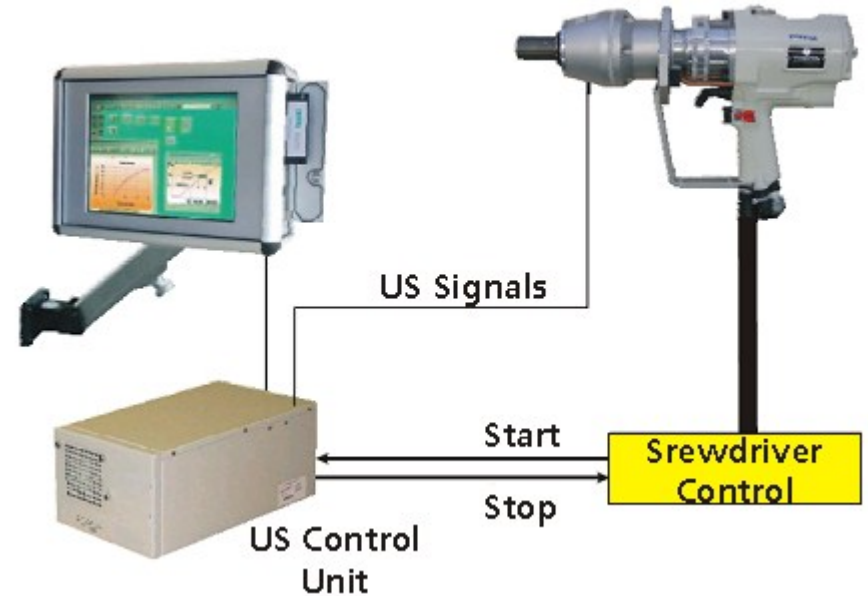 US Signals
Start
Srewdriver
Control
Stop
US Control
Unit